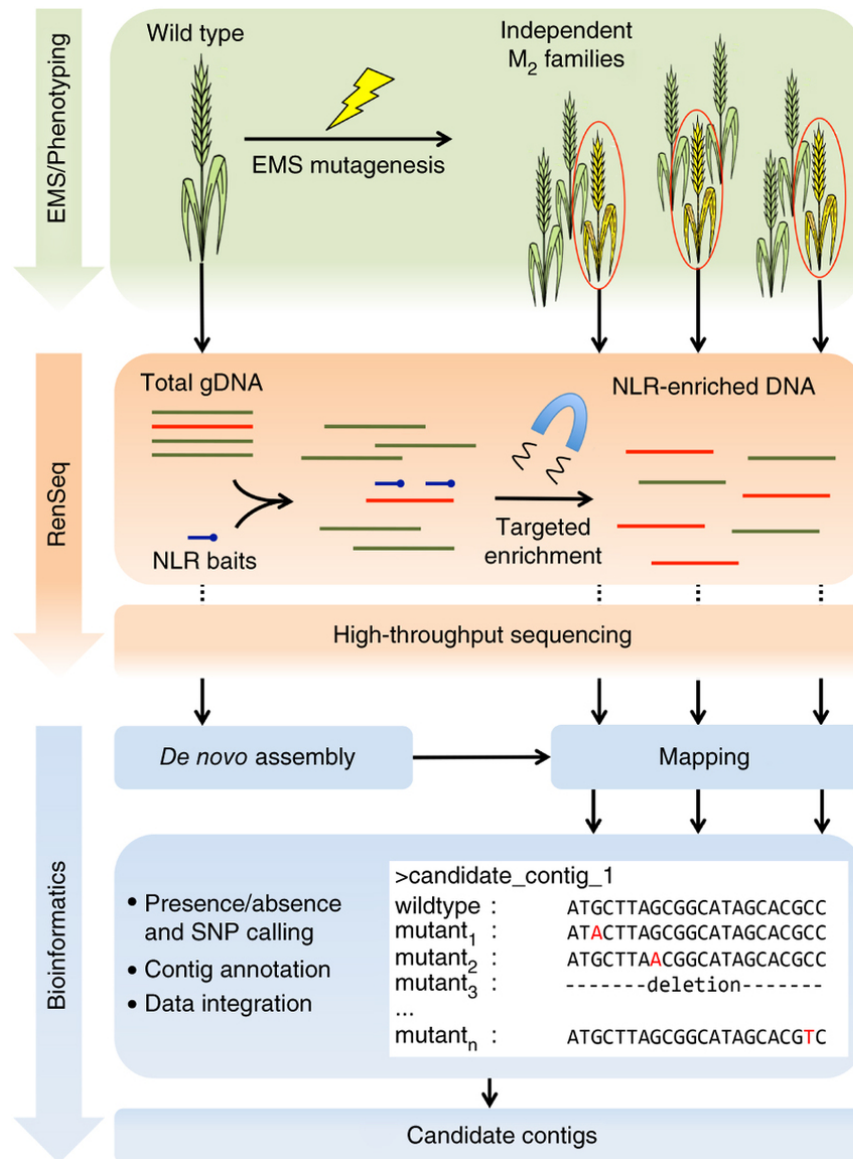 EMS/Phenotyping
Wild type
EMS mutagenesis
Independent
M₂ families
RenSeq
Total gDNA
NLR baits
Targeted
enrichment
NLR-enriched DNA
High-throughput sequencing
Bioinformatics
De novo assembly
Mapping
• Presence/absence
and SNP calling
• Contig annotation
• Data integration
>candidate_contig_1
wildtype : ATGCTTAGCGGCATAGCACGCC
mutant₁ : ATACTTAGCGGCATAGCACGCC
mutant₂ : ATGCTTAACGGCATAGCACGCC
mutant₃ : -------deletion-------
...
mutantₙ : ATGCTTAGCGGCATAGCACGTC
Candidate contigs